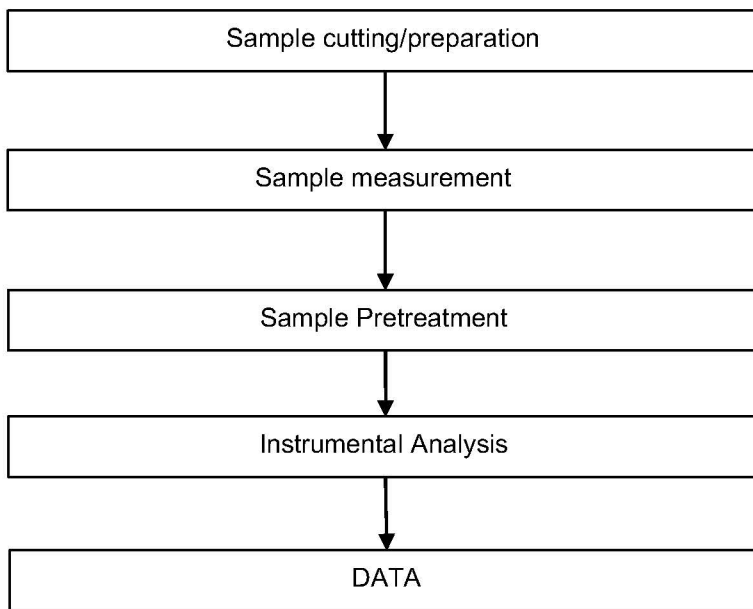 Sample cutting/preparation
Sample measurement
Sample Pretreatment
Instrumental Analysis
DATA